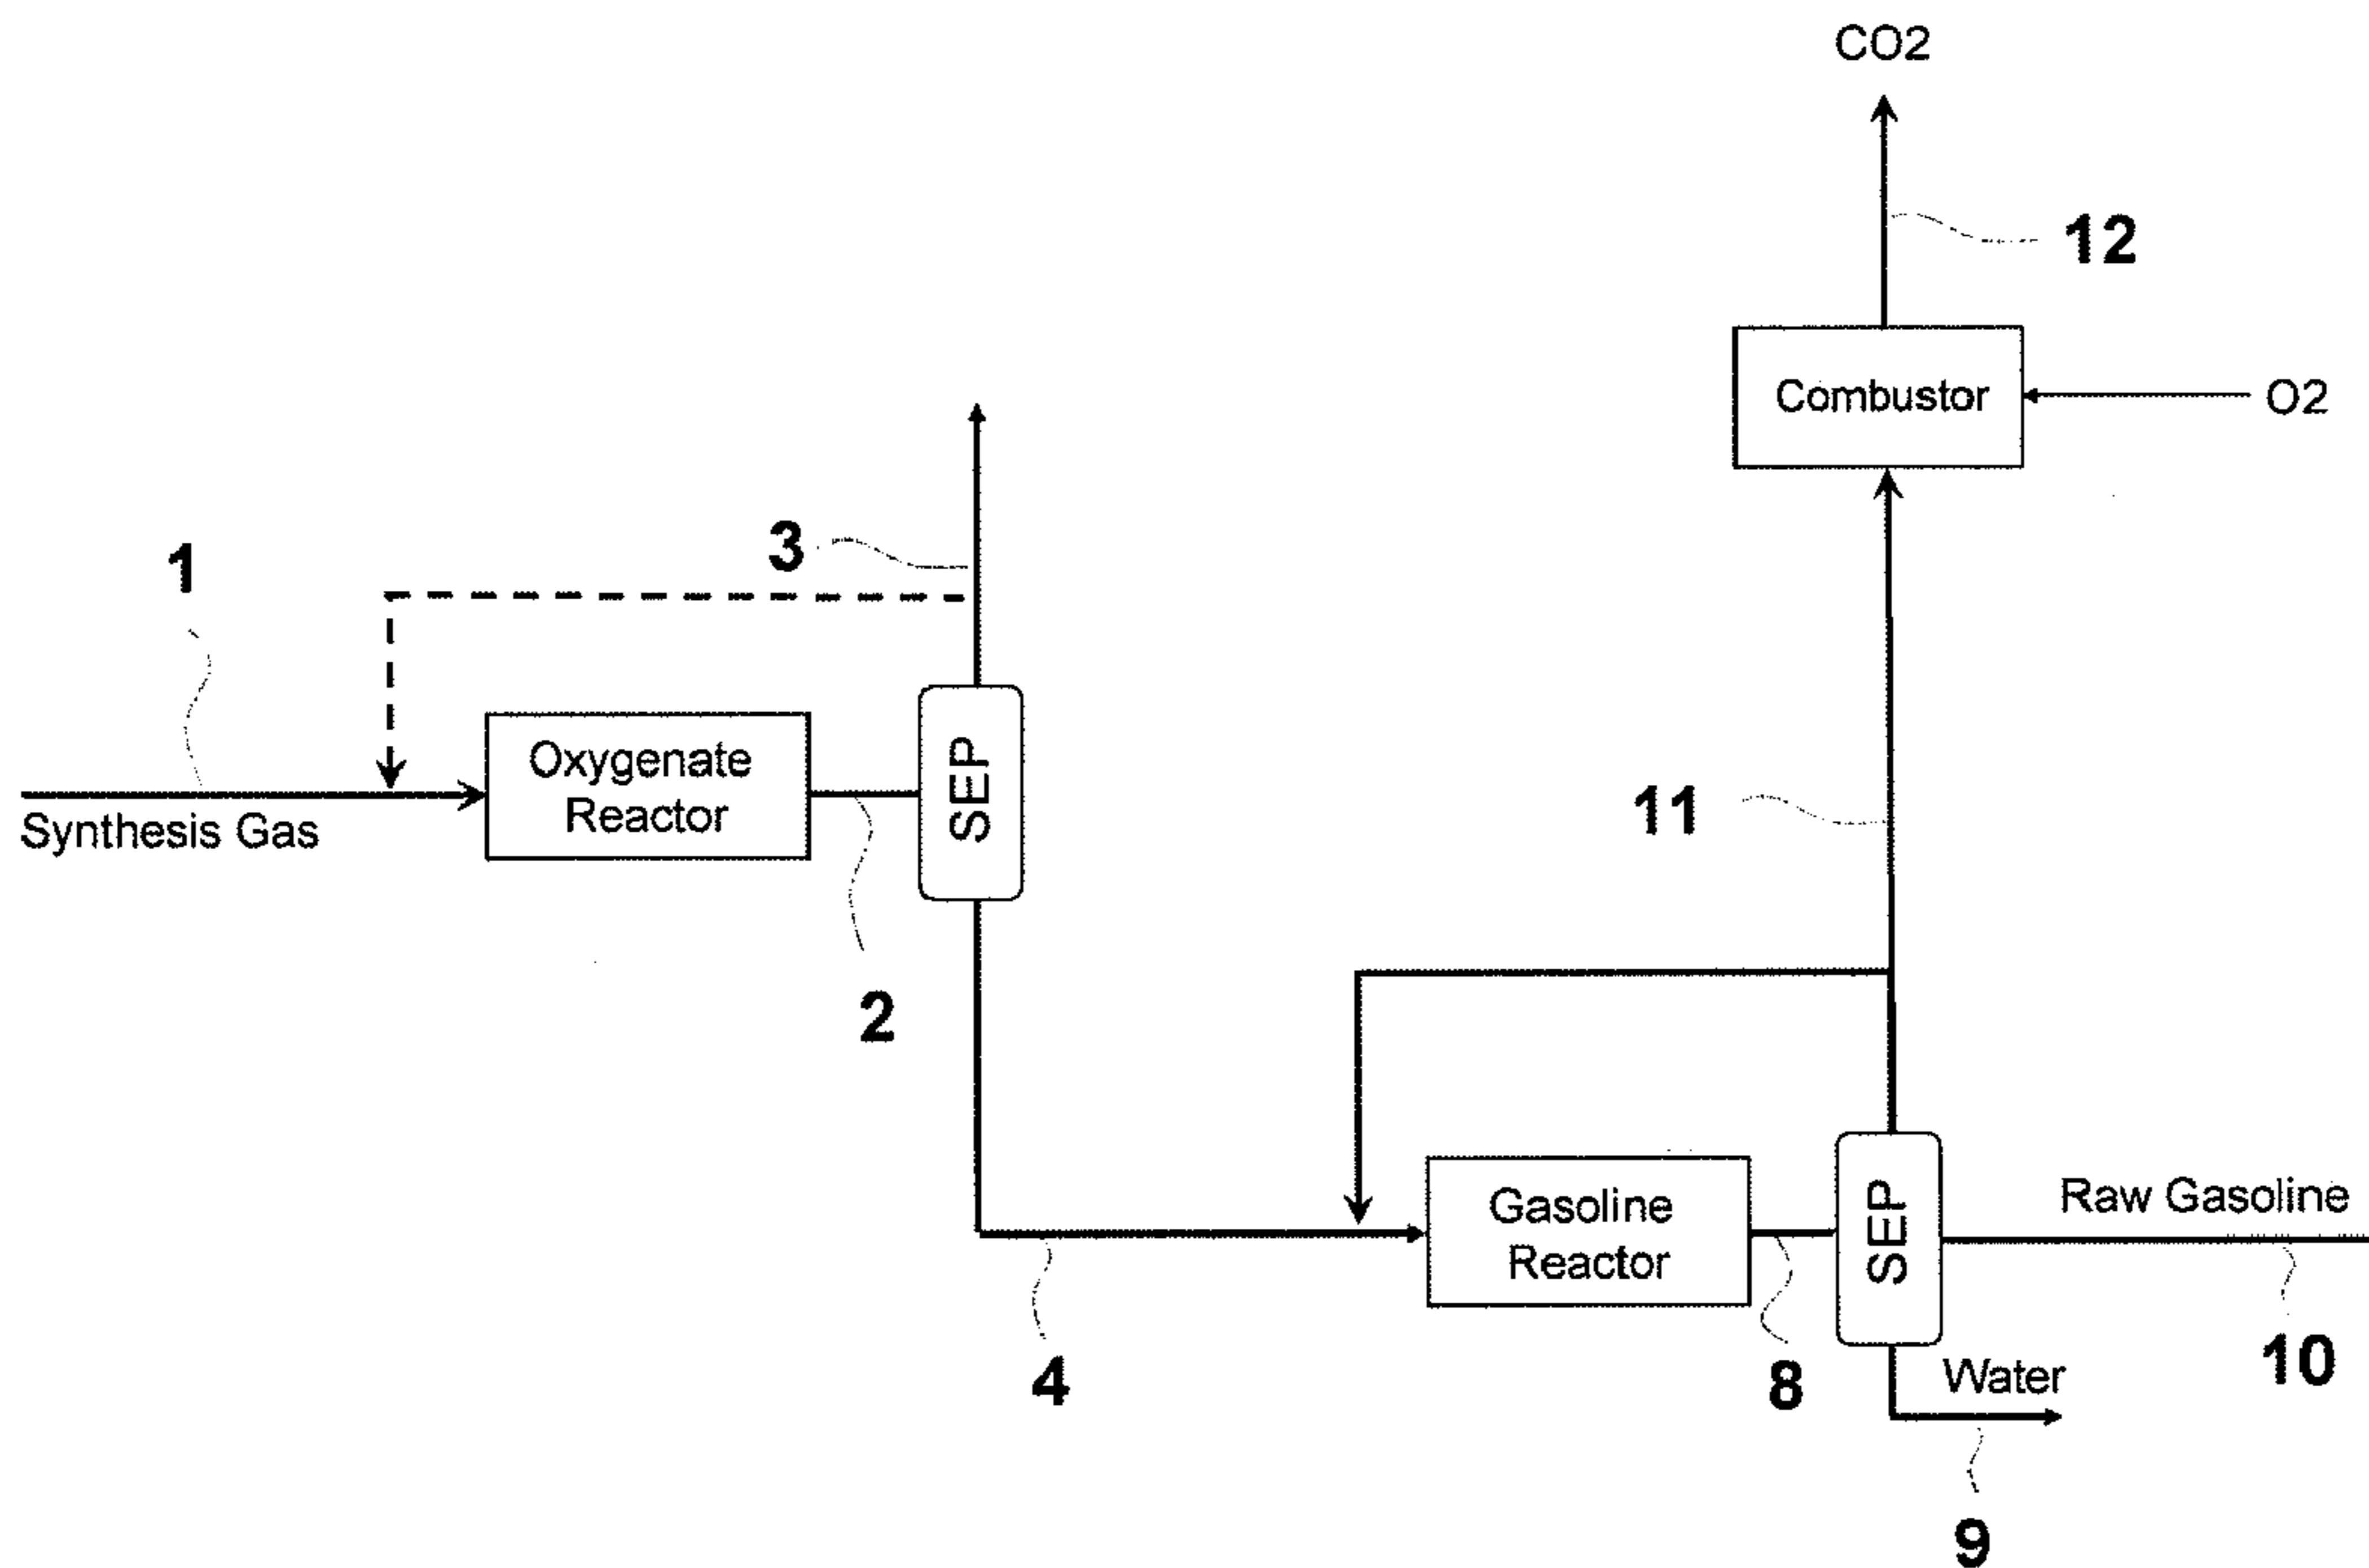 CO2
12
Combustor
O2
3
1
Oxygenate
Reactor
SEP
Synthesis Gas
11
2
Gasoline
Reactor
SEP
Raw Gasoline
4
8
10
Water
9